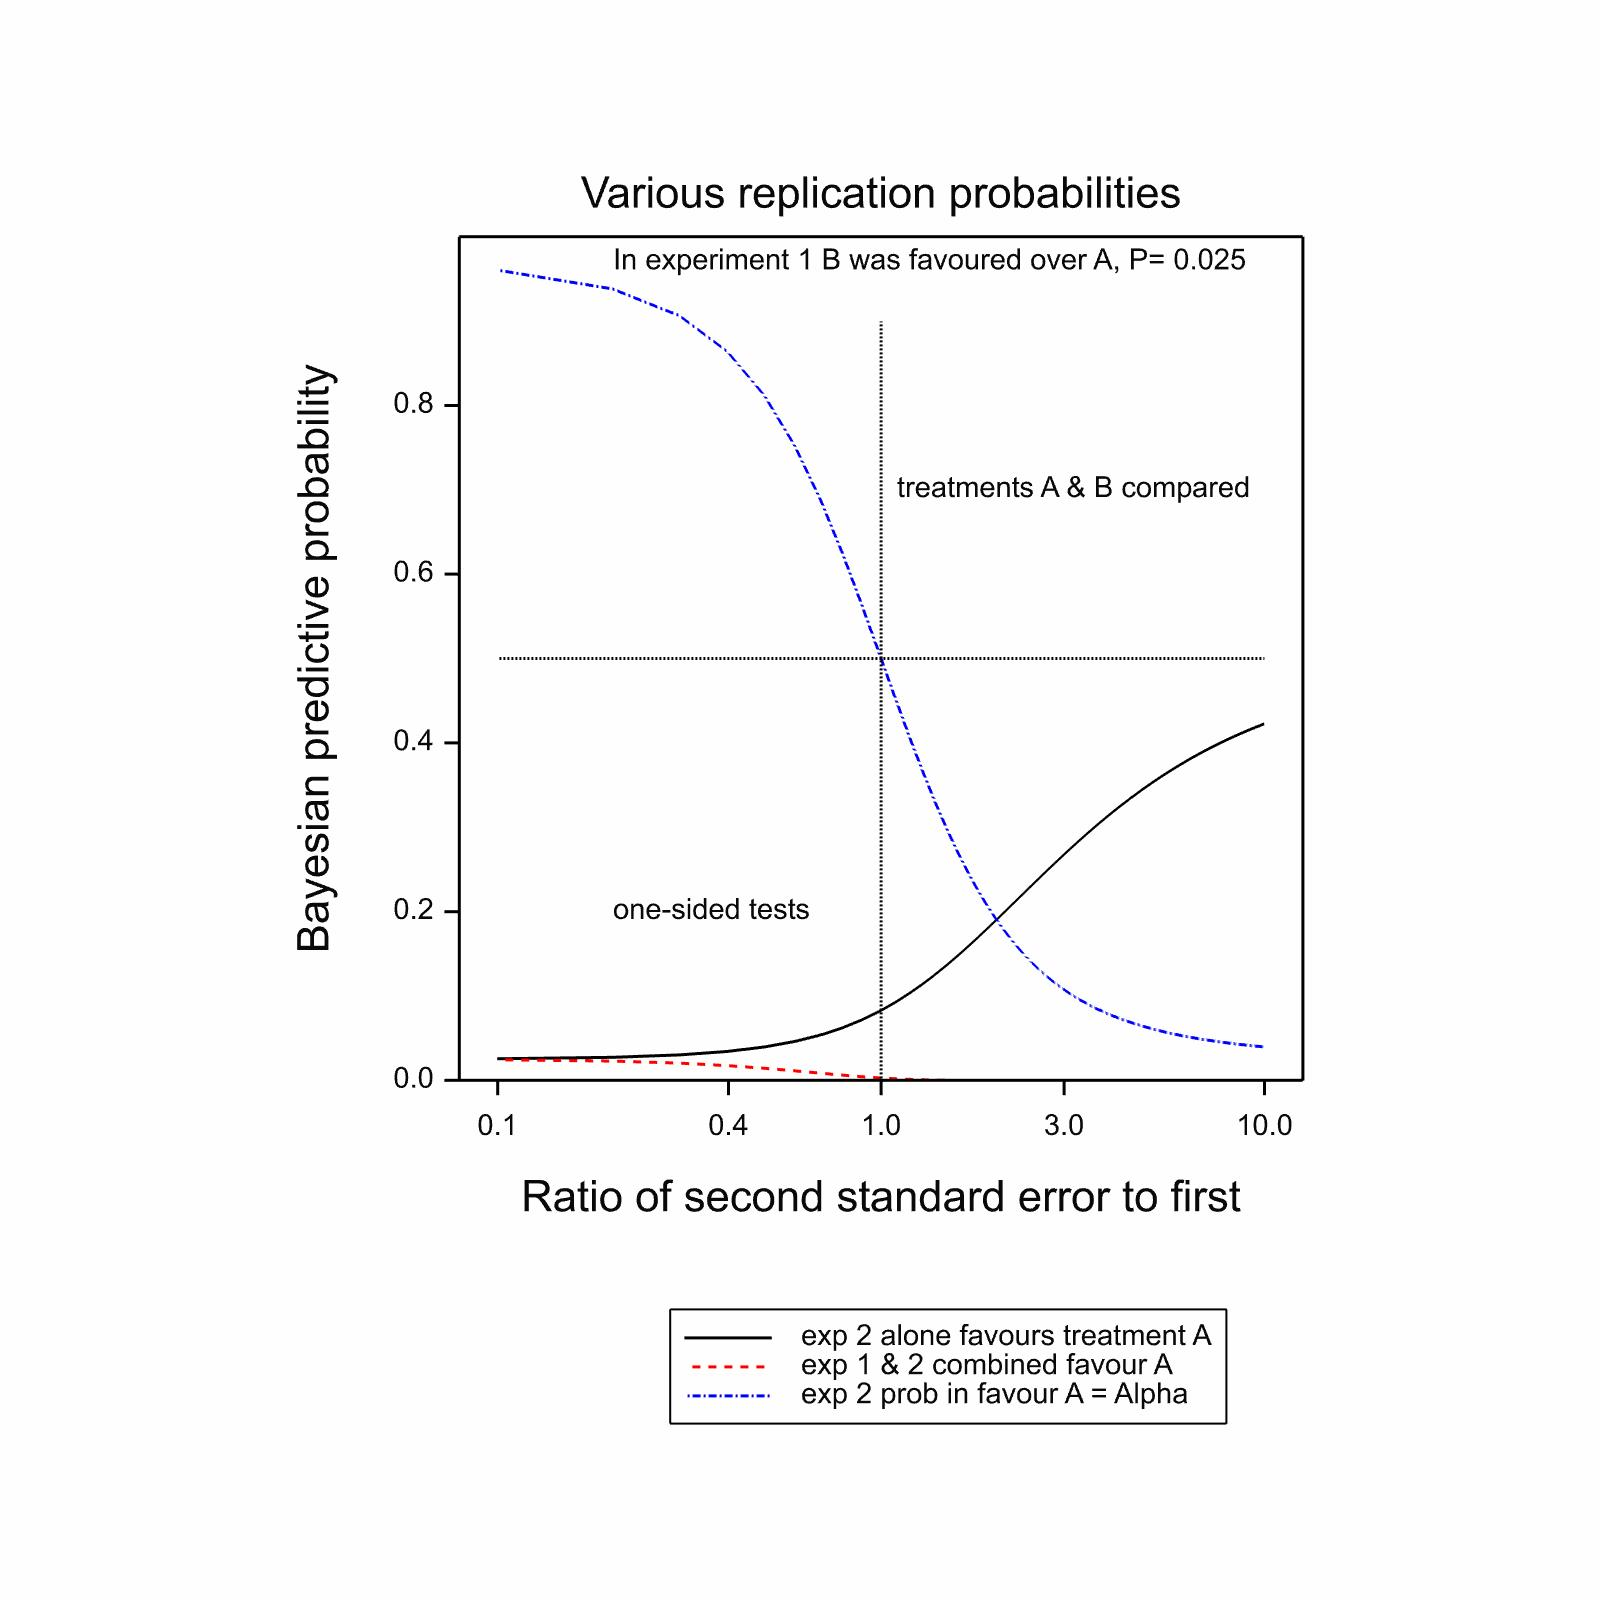 Various replication probabilities
In experiment 1 B was favoured over A, P= 0.025
Bayesian predictive probability
0.8
treatments A & B compared
0.6
0.4
0.2
one-sided tests
0.0
0.1 0.4 1.0 3.0 10.0
Ratio of second standard error to first
exp 2 alone favours treatment A
exp 1 & 2 combined favour A
exp 2 prob in favour A = Alpha